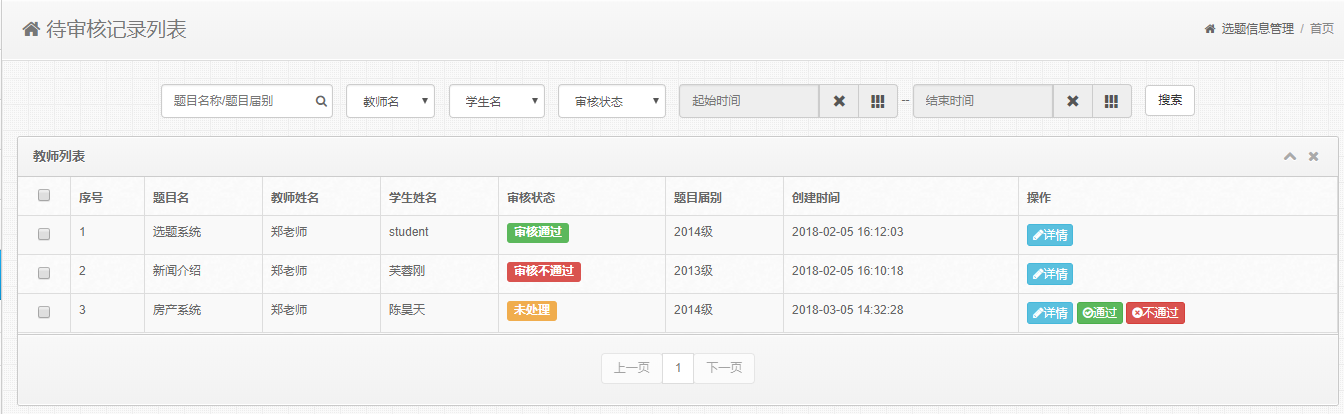 待审核记录列表
选题信息管理 / 首页
题目名称/题目届别 教师名 学生名 审核状态 起始时间 -- 结束时间 搜索
教师列表
序号 题目名 教师姓名 学生姓名 审核状态 题目届别 创建时间 操作
1 选题系统 郑老师 student 审核通过 2014级 2018-02-05 16:12:03 详情
2 新闻介绍 郑老师 芙蓉刚 审核不通过 2013级 2018-02-05 16:10:18 详情
3 房产系统 郑老师 陈昊天 未处理 2014级 2018-03-05 14:32:28 详情 通过 不通过
上一页 1 下一页